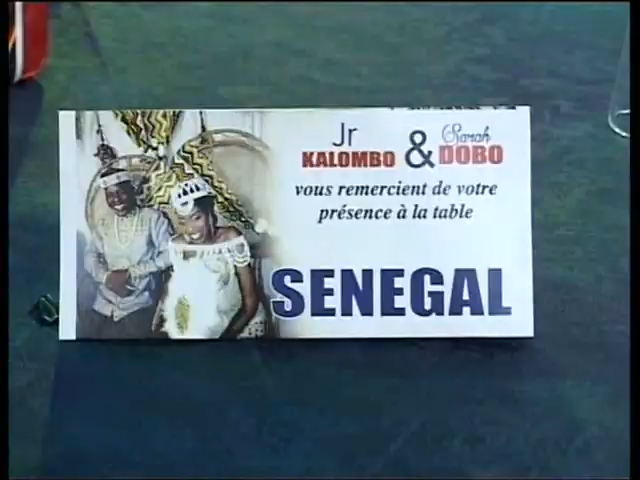 Jr KALOMBO & Sarah DOBO
vous remercient de votre
présence à la table
SENEGAL